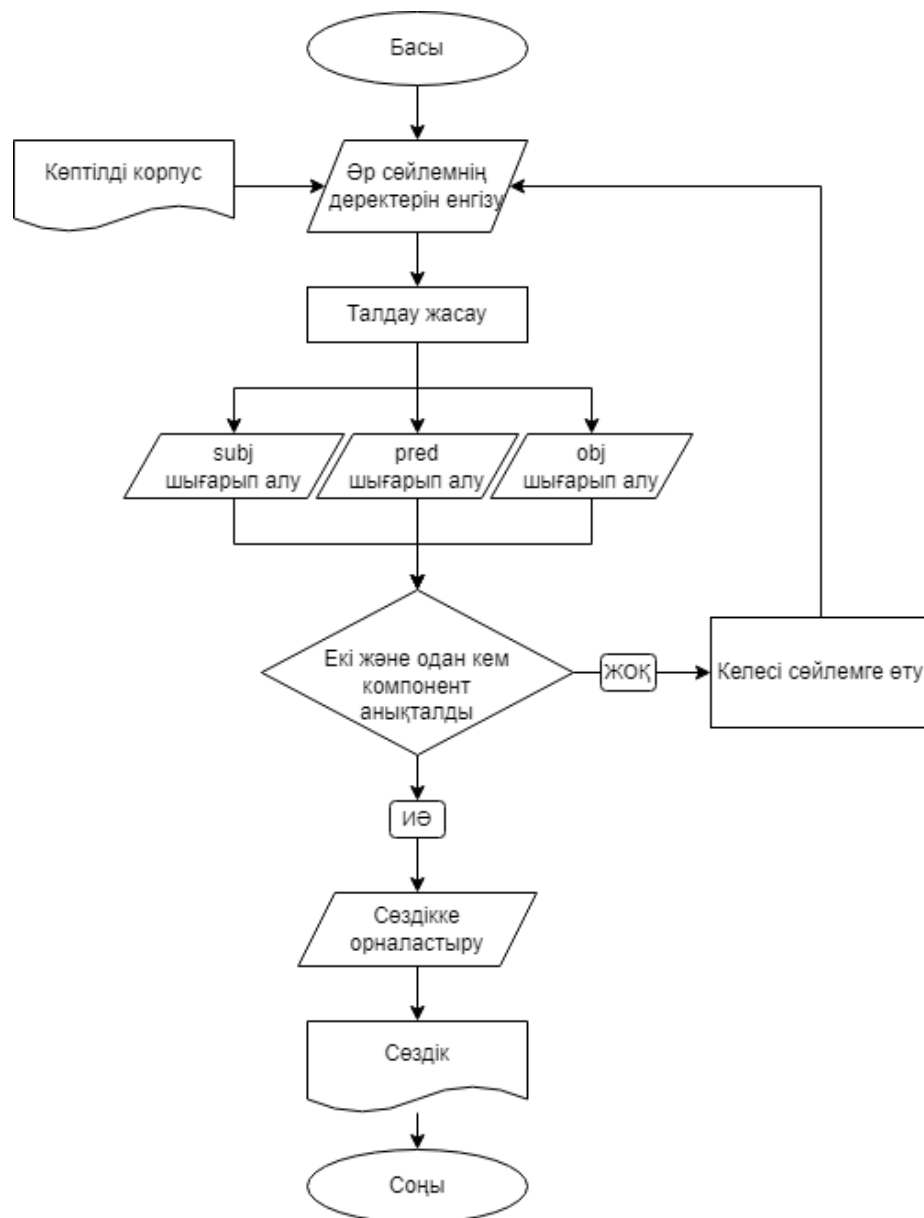 Басы
Көптілді корпус
Әр сөйлемнің
деректерін енгізу
Талдау жасау
subj
шығарып алу
pred
шығарып алу
obj
шығарып алу
Екі және одан кем
компонент
анықталды
ЖОҚ
Келесі сөйлемге өту
ИӘ
Сөздікке
орналастыру
Сөздік
Соңы